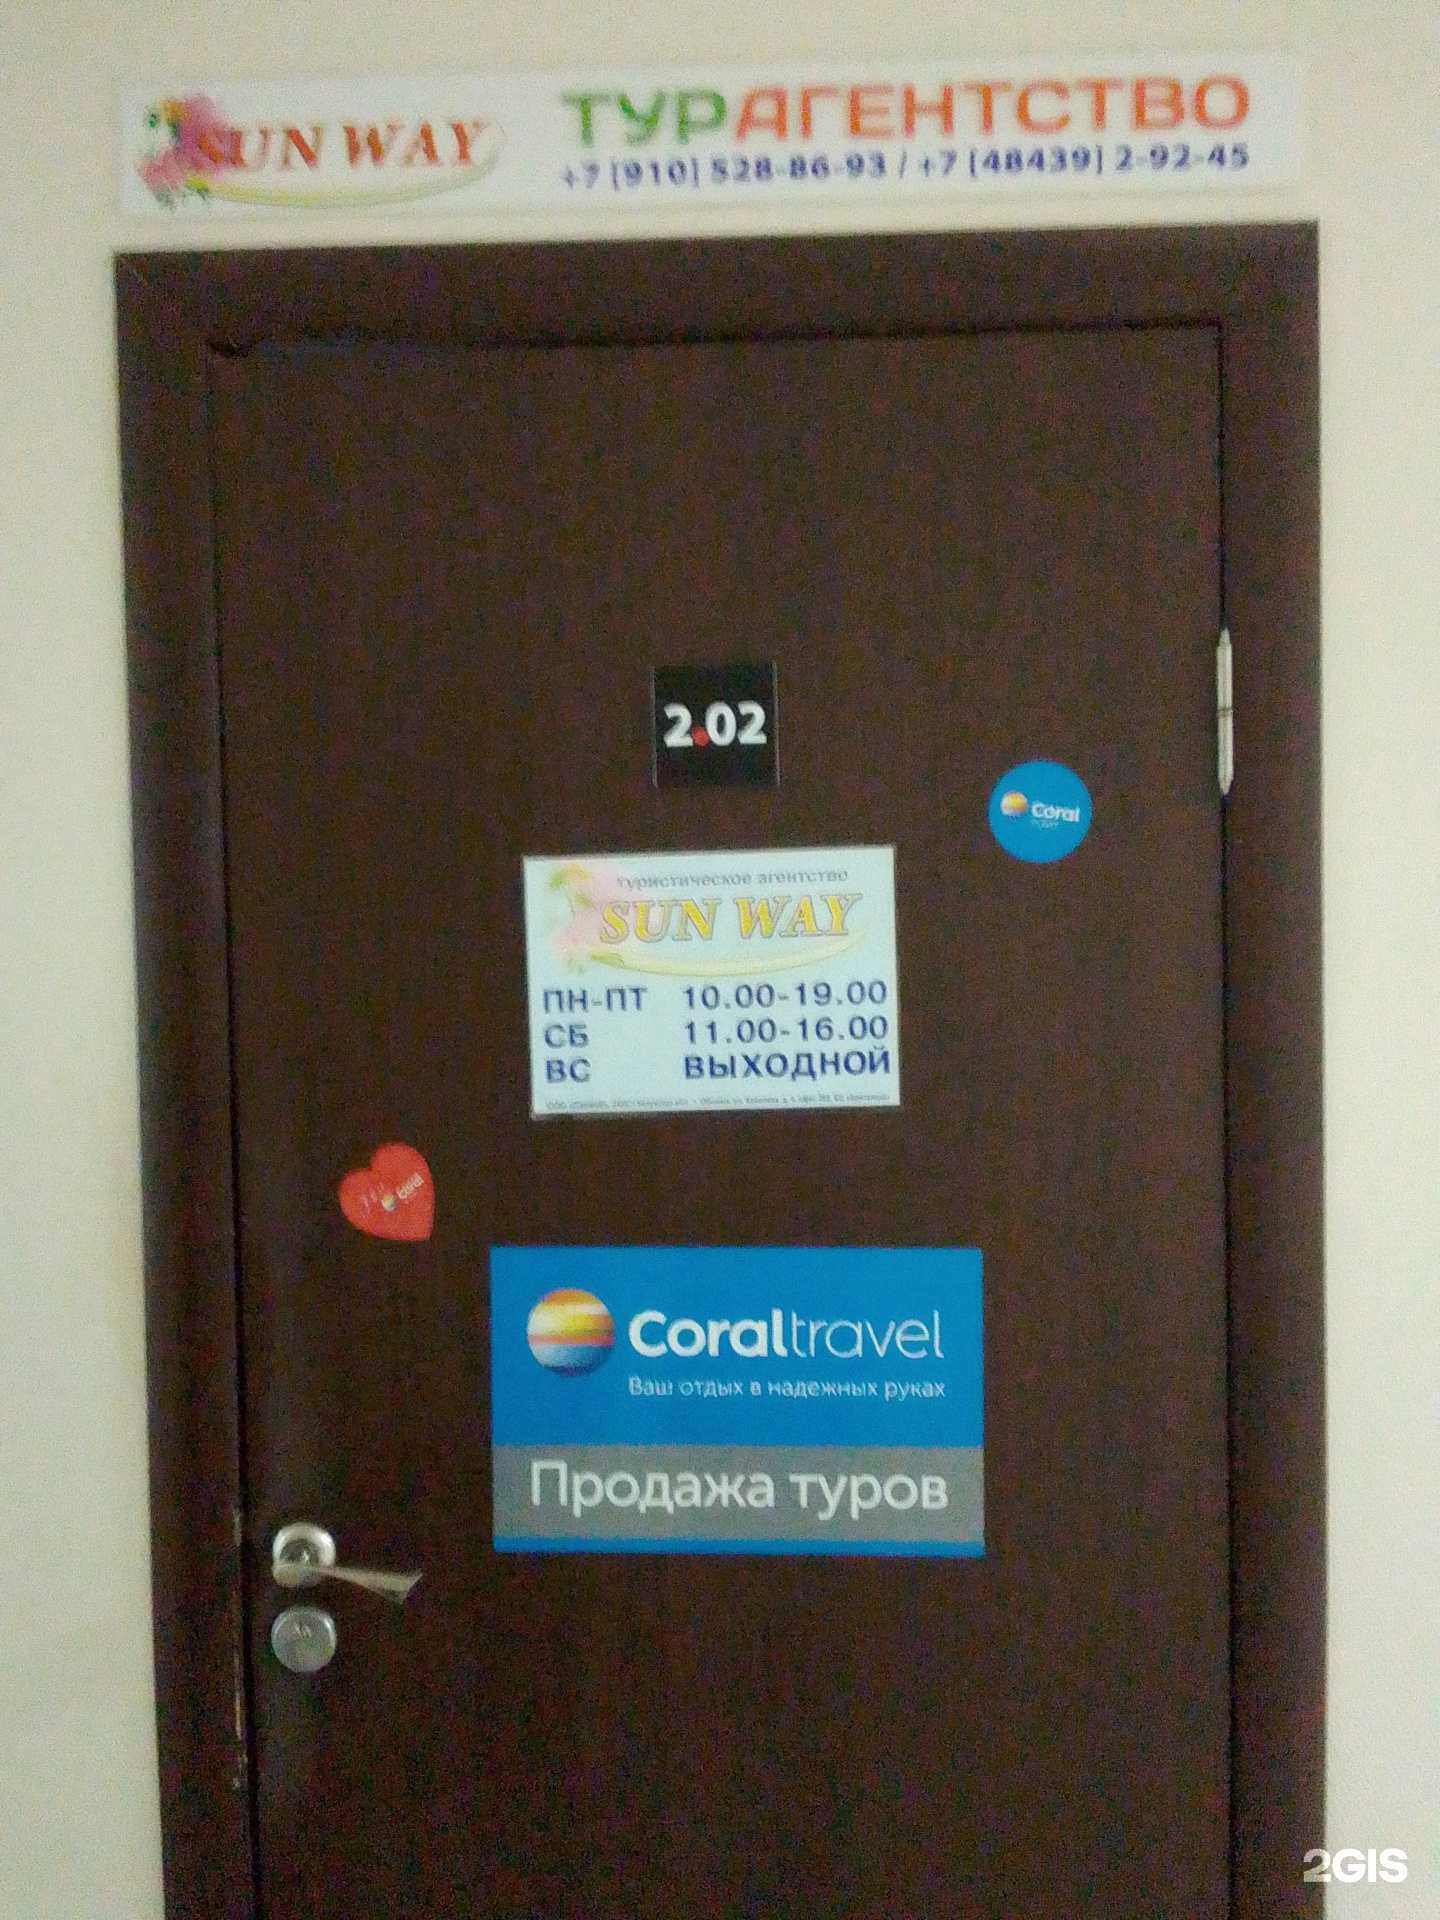 SUN WAY
ТУРАГЕНТСТВО
+7 [910] 528-86-93 / +7 [48439] 2-92-45
2.02
Coral
travel
туристическое агентство
SUN WAY
ПН-ПТ 10.00-19.00
СБ 11.00-16.00
ВС ВЫХОДНОЙ
Coral
Coraltravel
Ваш отдых в надежных руках
Продажа туров
2GIS